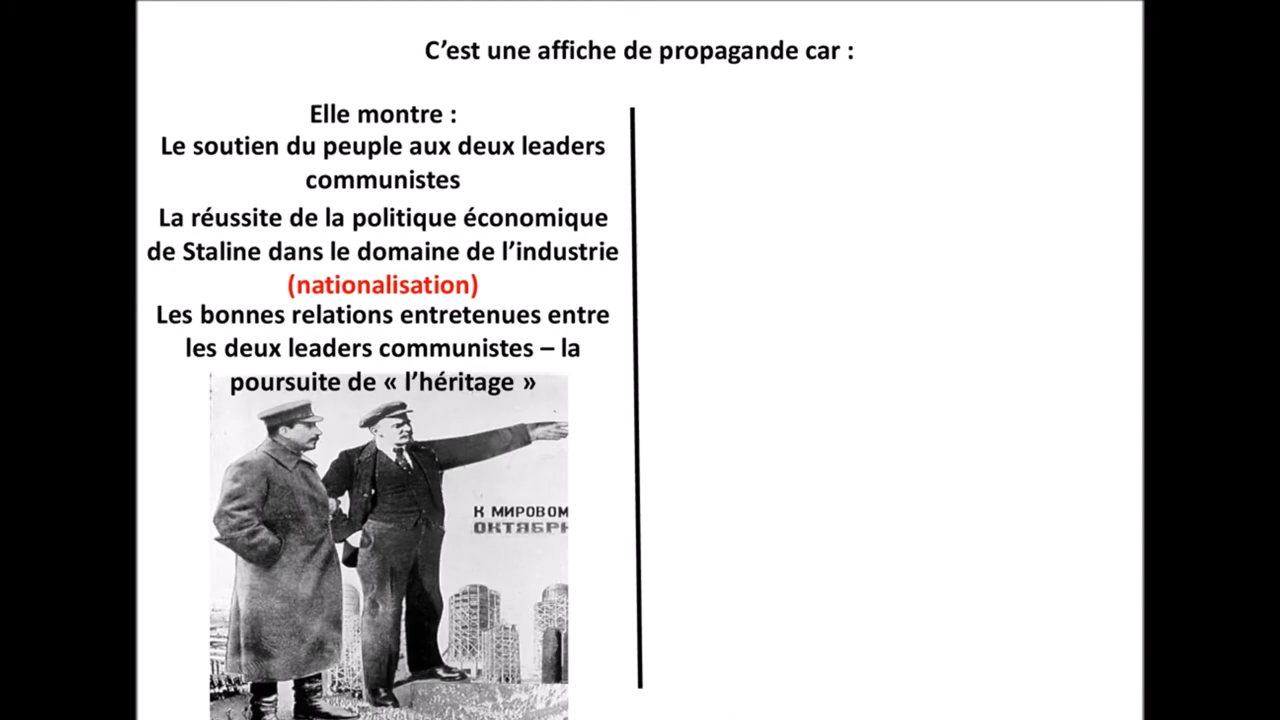 C’est une affiche de propagande car :
Elle montre :
Le soutien du peuple aux deux leaders
communistes
La réussite de la politique économique
de Staline dans le domaine de l’industrie
(nationalisation)
Les bonnes relations entretenues entre
les deux leaders communistes – la
poursuite de « l’héritage »
К МИРОВОМ
ОКТЯБР